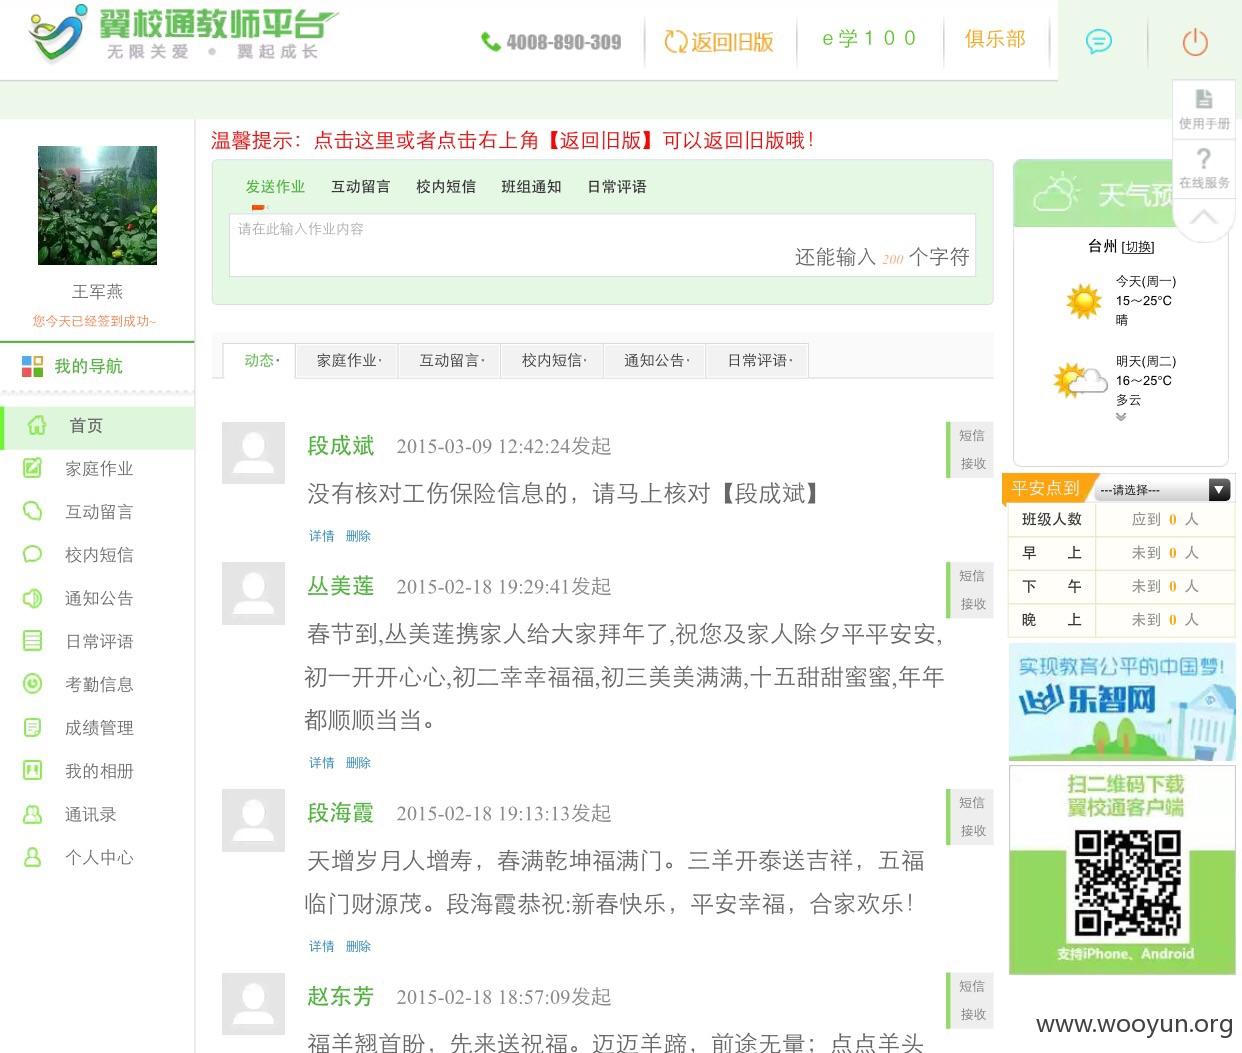 翼校通教师平台
无限关爱 • 翼起成长
4008-890-309
返回旧版
e学100
俱乐部
使用手册
在线服务
温馨提示：点击这里或者点击右上角【返回旧版】可以返回旧版哦！
王军燕
您今天已经签到成功~
我的导航
首页
家庭作业
互动留言
校内短信
通知公告
日常评语
考勤信息
成绩管理
我的相册
通讯录
个人中心
发送作业 互动留言 校内短信 班组通知 日常评语
请在此输入作业内容
还能输入 200 个字符
动态· 家庭作业· 互动留言· 校内短信· 通知公告· 日常评语·
段成斌 2015-03-09 12:42:24发起
短信
接收
没有核对工伤保险信息的，请马上核对【段成斌】
详情 删除
丛美莲 2015-02-18 19:29:41发起
短信
接收
春节到,丛美莲携家人给大家拜年了,祝您及家人除夕平平安安,
初一开开心心,初二幸幸福福,初三美美满满,十五甜甜蜜蜜,年年
都顺顺当当。
详情 删除
段海霞 2015-02-18 19:13:13发起
短信
接收
天增岁月人增寿，春满乾坤福满门。三羊开泰送吉祥，五福
临门财源茂。段海霞恭祝:新春快乐，平安幸福，合家欢乐！
详情 删除
赵东芳 2015-02-18 18:57:09发起
短信
接收
福羊翘首盼，先来送祝福。迈迈羊蹄，前途无量；点点羊头
天气预
台州 [切换]
今天(周一)
15~25°C
晴
明天(周二)
16~25°C
多云
平安点到
---请选择---
班级人数 应到 0 人
早 上 未到 0 人
下 午 未到 0 人
晚 上 未到 0 人
实现教育公平的中国梦!
乐智网
扫二维码下载
翼校通客户端
支持iPhone、Android
www.wooyun.org